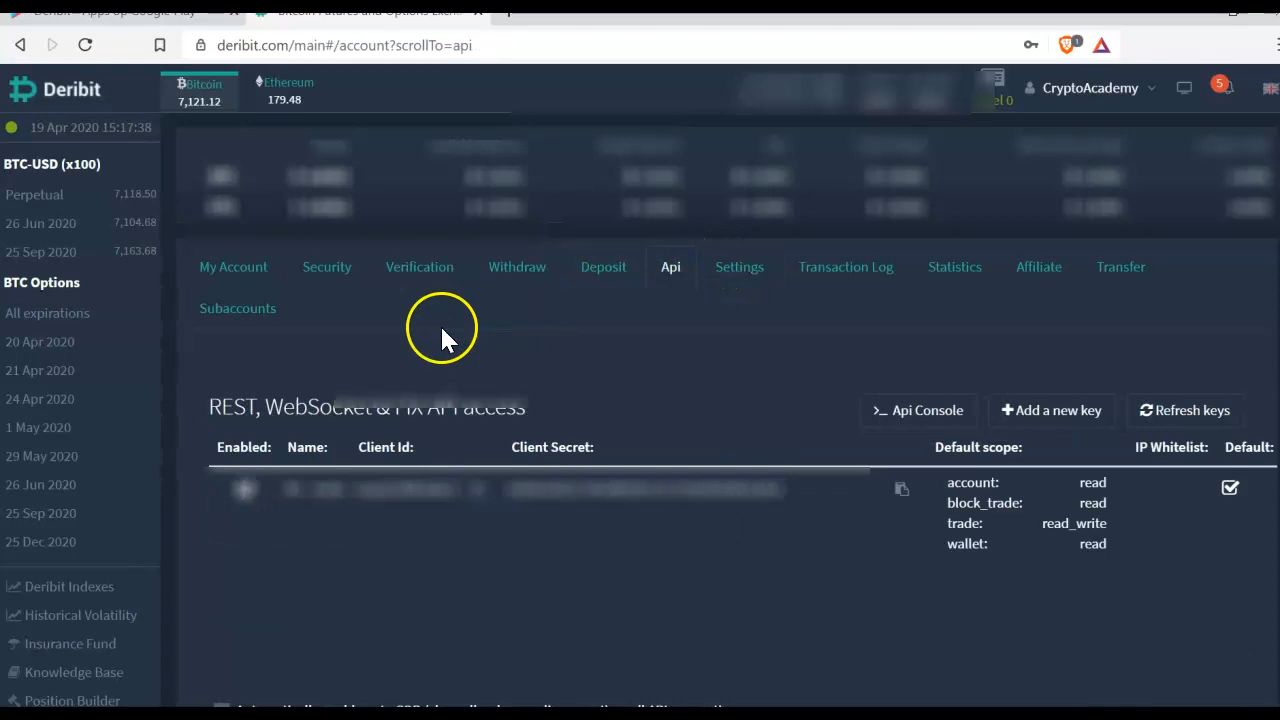 deribit.com/main#/account?scrollTo=api
1
Deribit
Bitcoin
7,121.12
Ethereum
179.48
CryptoAcademy
5
19 Apr 2020 15:17:38
BTC-USD (x100)
Perpetual 7,118.50
26 Jun 2020 7,104.68
25 Sep 2020 7,163.68
BTC Options
All expirations
20 Apr 2020
21 Apr 2020
24 Apr 2020
1 May 2020
29 May 2020
26 Jun 2020
25 Sep 2020
25 Dec 2020
Deribit Indexes
Historical Volatility
Insurance Fund
Knowledge Base
Position Builder
My Account Security Verification Withdraw Deposit Api Settings Transaction Log Statistics Affiliate Transfer
Subaccounts
REST, WebSocket & FIX API access
>_ Api Console +Add a new key Refresh keys
Enabled: Name: Client Id: Client Secret: Default scope: IP Whitelist: Default:
account: read
block_trade: read
trade: read_write
wallet: read